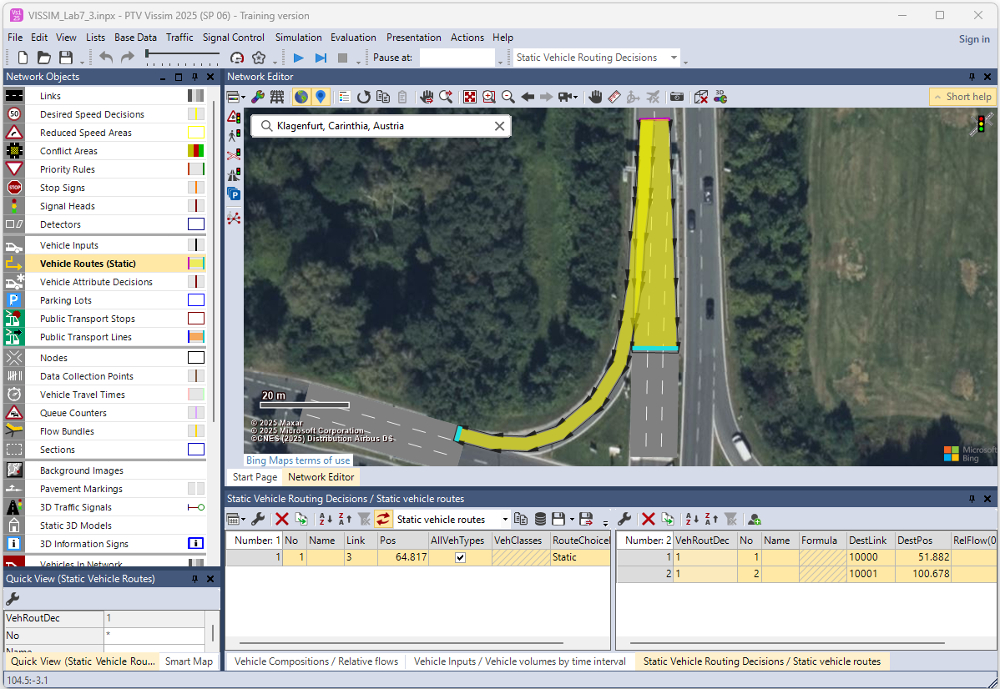 VISSIM_Lab7_3.inpx - PTV Vissim 2025 (SP 06) - Training version
File Edit View Lists Base Data Traffic Signal Control Simulation Evaluation Presentation Actions Help
Sign in
Pause at:
Static Vehicle Routing Decisions
Network Objects
Links
Desired Speed Decisions
Reduced Speed Areas
Conflict Areas
Priority Rules
Stop Signs
Signal Heads
Detectors
Vehicle Inputs
Vehicle Routes (Static)
Vehicle Attribute Decisions
Parking Lots
Public Transport Stops
Public Transport Lines
Nodes
Data Collection Points
Vehicle Travel Times
Queue Counters
Flow Bundles
Sections
Background Images
Pavement Markings
3D Traffic Signals
Static 3D Models
3D Information Signs
Vehicles In Network
Quick View (Static Vehicle Routes)
VehRoutDec 1
No *
Name
Quick View (Static Vehicle Rou... Smart Map
104.5:-3.1
Network Editor
Short help
Klagenfurt, Carinthia, Austria
20 m
© 2025 Maxar
© 2025 Microsoft Corporation
©CNES (2025) Distribution Airbus DS
Bing Maps terms of use
Microsoft
Bing
Start Page Network Editor
Static Vehicle Routing Decisions / Static vehicle routes
Static vehicle routes
Number: 1 No Name Link Pos AllVehTypes VehClasses RouteChoiceM
1 1 3 64.817 Static
Number: 2 VehRoutDec No Name Formula DestLink DestPos RelFlow(0
1 1 1 10000 51.882
2 1 2 10001 100.678
Vehicle Compositions / Relative flows Vehicle Inputs / Vehicle volumes by time interval Static Vehicle Routing Decisions / Static vehicle routes